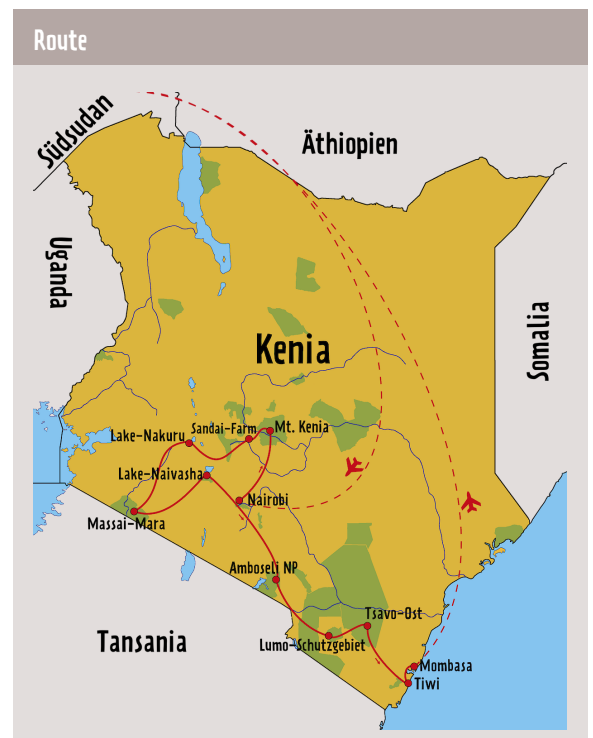 Route
Südsudan
Äthiopien
Uganda
Somalia
Kenia
Sandai-Farm
Mt. Kenia
Lake-Nakuru
Lake-Naivasha
Nairobi
Massai-Mara
Amboseli NP
Tsavo-Ost
Tansania
Lumo-Schutzgebiet
Mombasa
Tiwi